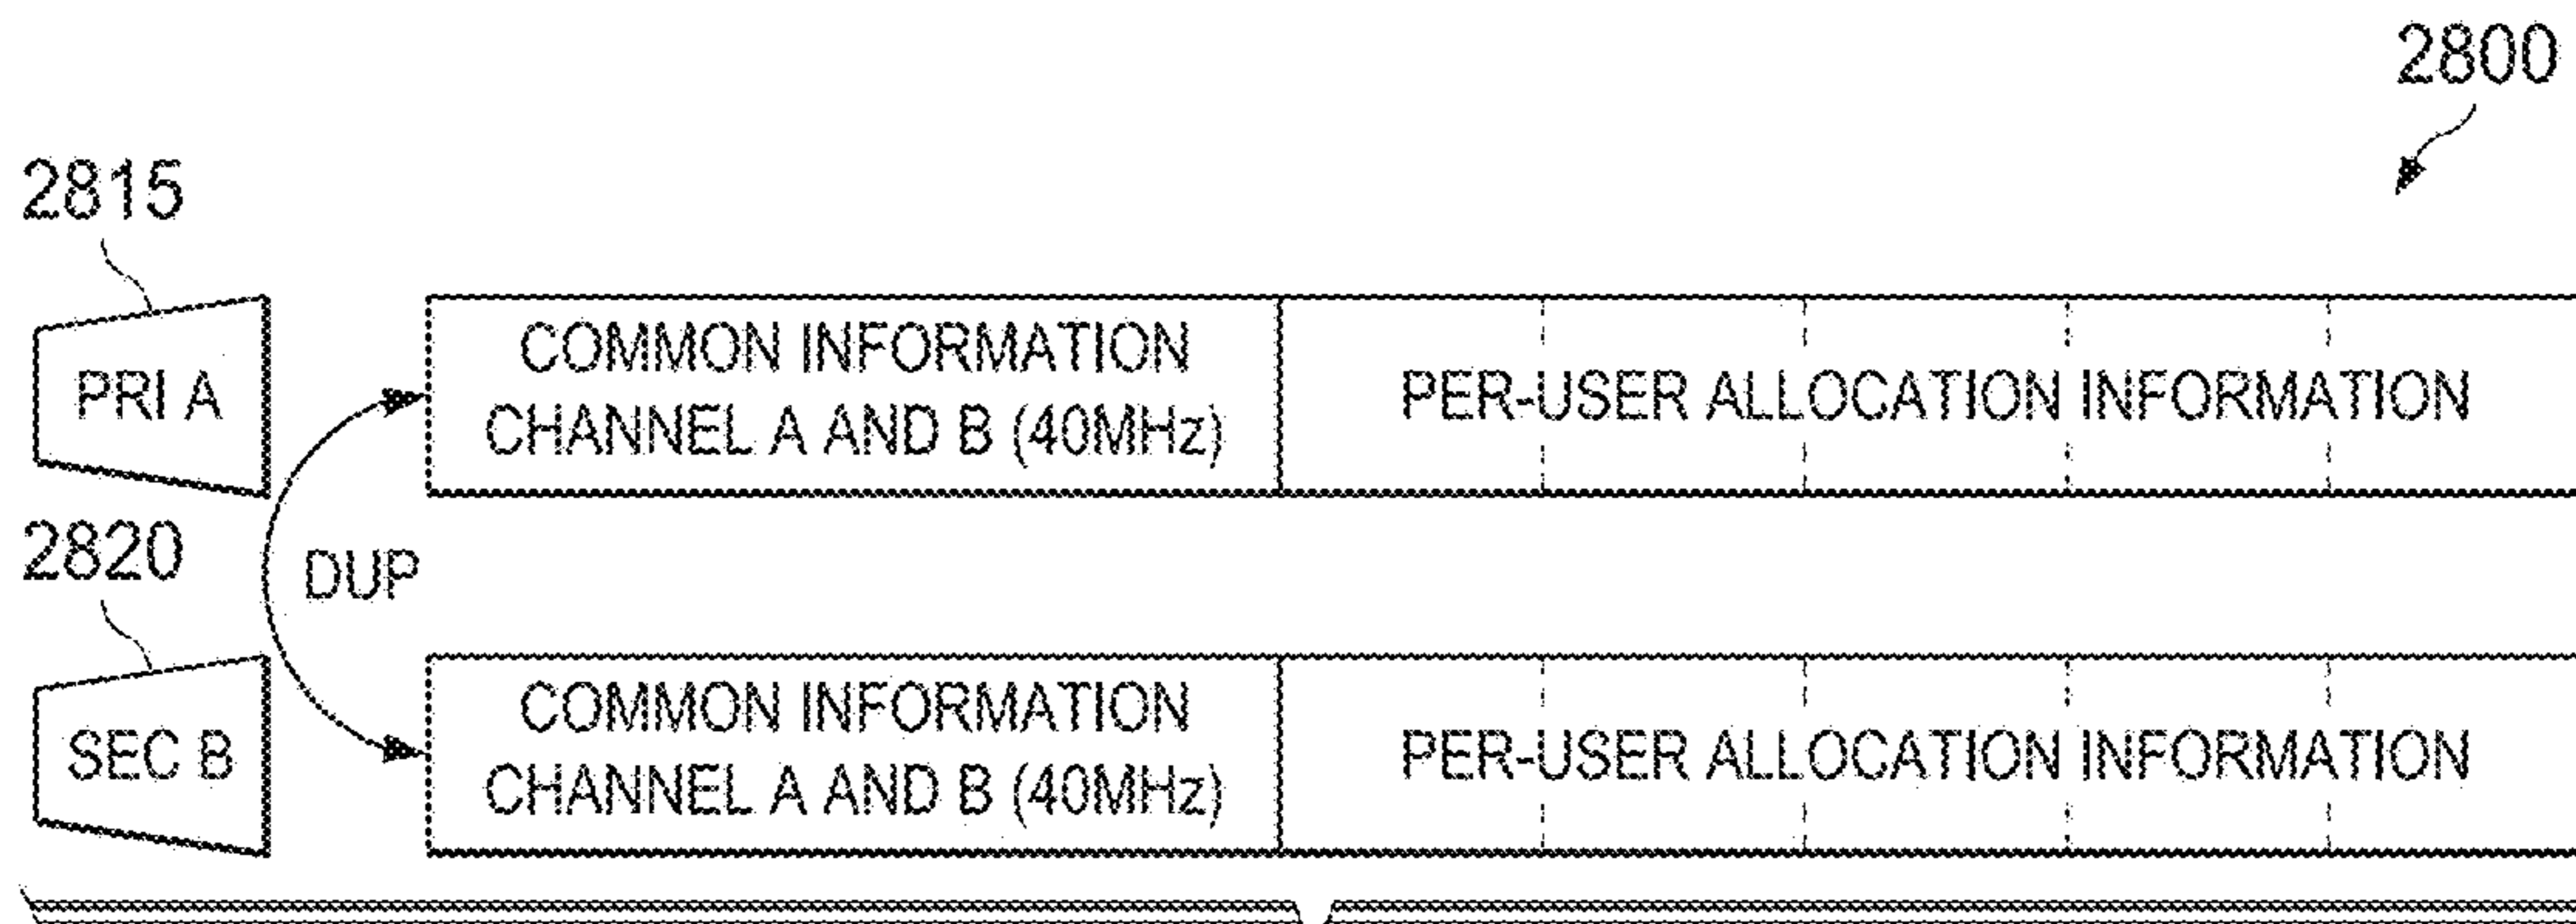 2800
2815
PRI A
COMMON INFORMATION
CHANNEL A AND B (40MHz)
PER-USER ALLOCATION INFORMATION
DUP
2820
SEC B
COMMON INFORMATION
CHANNEL A AND B (40MHz)
PER-USER ALLOCATION INFORMATION